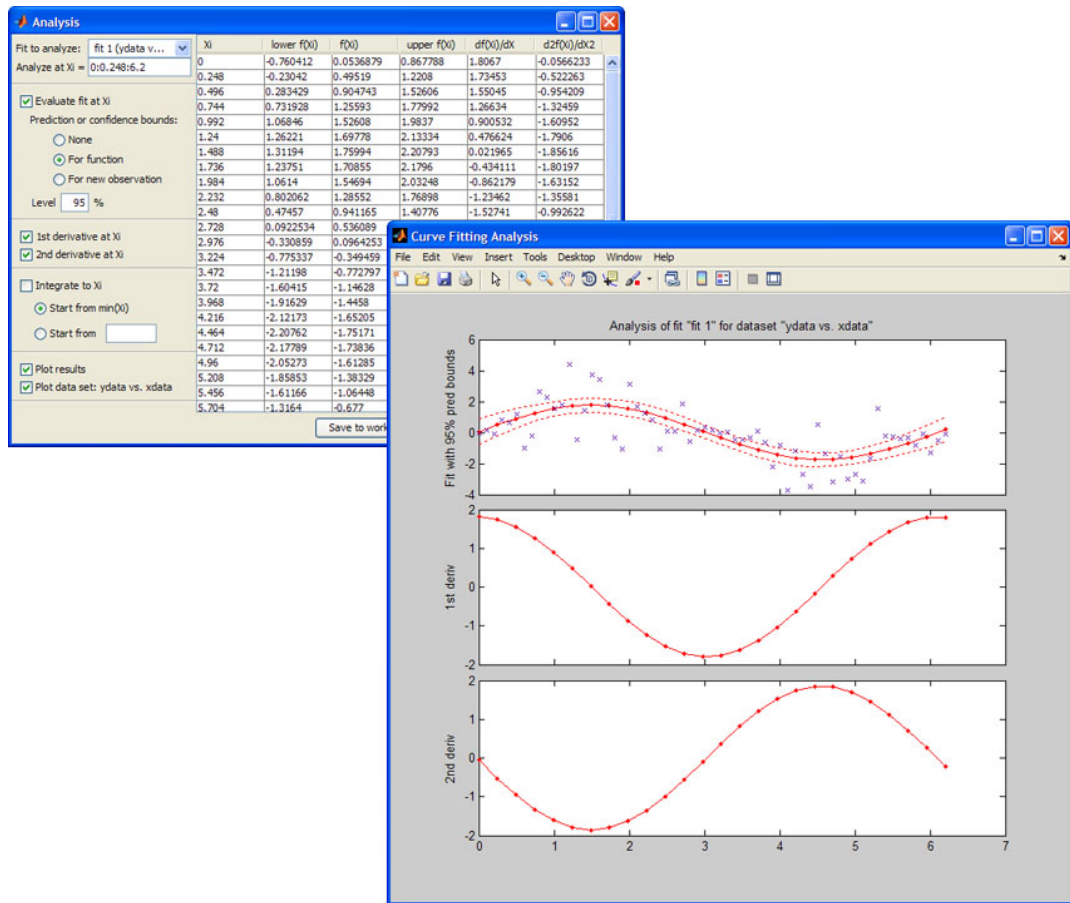 Analysis
Fit to analyze: fit 1 (ydata v...
Analyze at Xi = 0:0.248:6.2
Evaluate fit at Xi
Prediction or confidence bounds:
None
For function
For new observation
Level 95 %
1st derivative at Xi
2nd derivative at Xi
Integrate to Xi
Start from min(Xi)
Start from
Plot results
Plot data set: ydata vs. xdata
Xi lower f(Xi) f(Xi) upper f(Xi) df(Xi)/dX d2f(Xi)/dX2
0 -0.760412 0.0536879 0.867788 1.8067 -0.0566233
0.248 -0.23042 0.49519 1.2208 1.73453 -0.522263
0.496 0.283429 0.904743 1.52606 1.55045 -0.954209
0.744 0.731928 1.25593 1.77992 1.26634 -1.32459
0.992 1.06846 1.52608 1.9837 0.900532 -1.60952
1.24 1.26221 1.69778 2.13334 0.476624 -1.7906
1.488 1.31194 1.75994 2.20793 0.021965 -1.85616
1.736 1.23751 1.70855 2.1796 -0.434111 -1.80197
1.984 1.0614 1.54694 2.03248 -0.862179 -1.63152
2.232 0.802062 1.28552 1.76898 -1.23462 -1.35581
2.48 0.47457 0.941165 1.40776 -1.52741 -0.992622
2.728 0.0922534 0.536089
2.976 -0.330859 0.0964253
3.224 -0.775337 -0.349459
3.472 -1.21198 -0.772797
3.72 -1.60415 -1.14628
3.968 -1.91629 -1.4458
4.216 -2.12173 -1.65205
4.464 -2.20762 -1.75171
4.712 -2.17789 -1.73836
4.96 -2.05273 -1.61285
5.208 -1.85853 -1.38329
5.456 -1.61166 -1.06448
5.704 -1.3164 -0.677
Save to work
Curve Fitting Analysis
File Edit View Insert Tools Desktop Window Help
Analysis of fit "fit 1" for dataset "ydata vs. xdata"
Fit with 95% pred bounds
6
4
2
0
-2
-4
1st deriv
2
1
0
-1
-2
2nd deriv
2
1
0
-1
-2
0 1 2 3 4 5 6 7